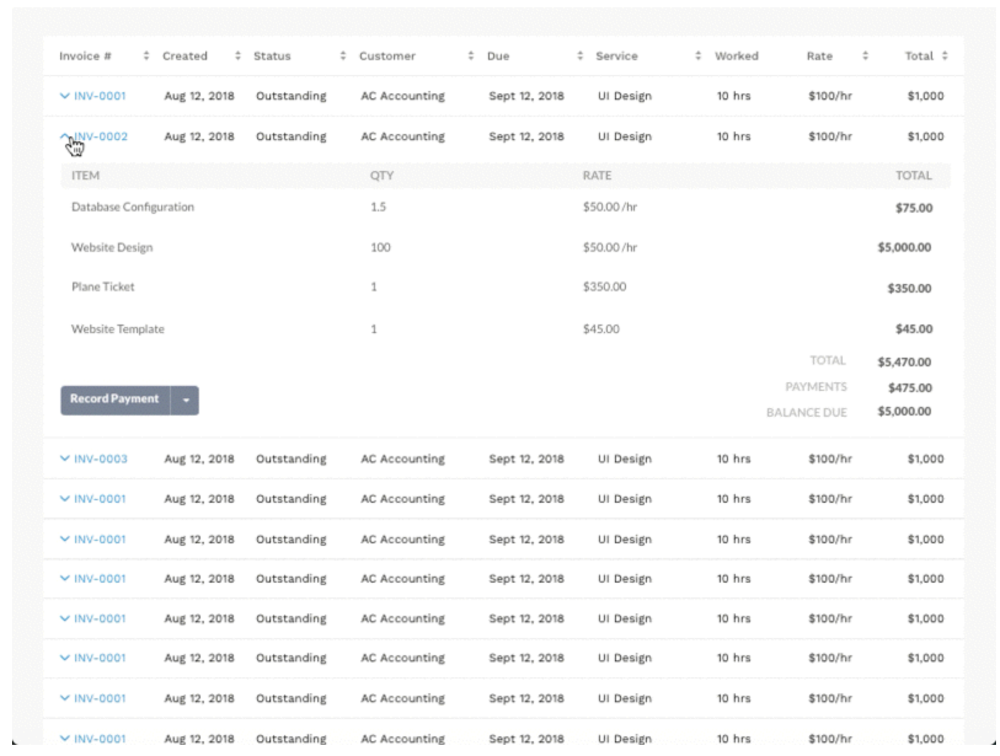 Invoice # Created Status Customer Due Service Worked Rate Total
INV-0001 Aug 12, 2018 Outstanding AC Accounting Sept 12, 2018 UI Design 10 hrs $100/hr $1,000
INV-0002 Aug 12, 2018 Outstanding AC Accounting Sept 12, 2018 UI Design 10 hrs $100/hr $1,000
ITEM QTY RATE TOTAL
Database Configuration 1.5 $50.00 /hr $75.00
Website Design 100 $50.00 /hr $5,000.00
Plane Ticket 1 $350.00 $350.00
Website Template 1 $45.00 $45.00
TOTAL $5,470.00
PAYMENTS $475.00
Record Payment
BALANCE DUE $5,000.00
INV-0003 Aug 12, 2018 Outstanding AC Accounting Sept 12, 2018 UI Design 10 hrs $100/hr $1,000
INV-0001 Aug 12, 2018 Outstanding AC Accounting Sept 12, 2018 UI Design 10 hrs $100/hr $1,000
INV-0001 Aug 12, 2018 Outstanding AC Accounting Sept 12, 2018 UI Design 10 hrs $100/hr $1,000
INV-0001 Aug 12, 2018 Outstanding AC Accounting Sept 12, 2018 UI Design 10 hrs $100/hr $1,000
INV-0001 Aug 12, 2018 Outstanding AC Accounting Sept 12, 2018 UI Design 10 hrs $100/hr $1,000
INV-0001 Aug 12, 2018 Outstanding AC Accounting Sept 12, 2018 UI Design 10 hrs $100/hr $1,000
INV-0001 Aug 12, 2018 Outstanding AC Accounting Sept 12, 2018 UI Design 10 hrs $100/hr $1,000
INV-0001 Aug 12, 2018 Outstanding AC Accounting Sept 12, 2018 UI Design 10 hrs $100/hr $1,000